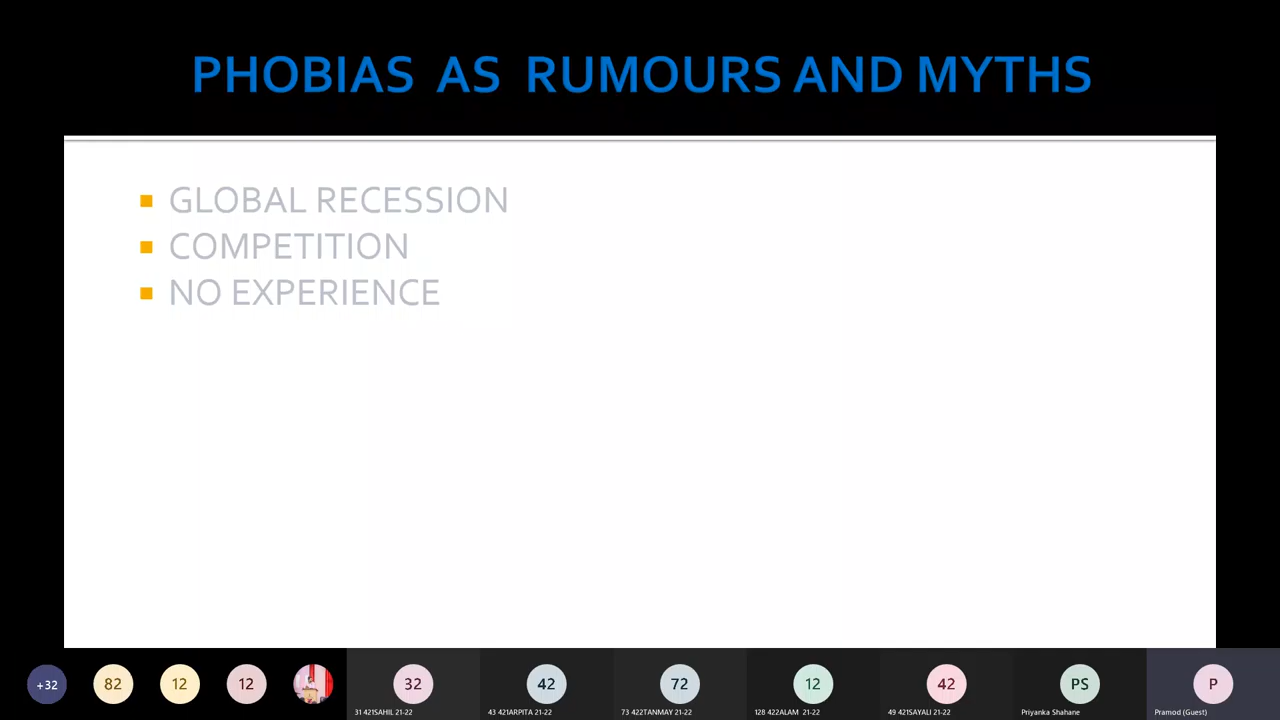 PHOBIAS AS RUMOURS AND MYTHS
GLOBAL RECESSION
COMPETITION
NO EXPERIENCE
+32
82
12
12
32
42
72
12
42
PS
P
31 421SAHIL 21-22
43 421ARPITA 21-22
73 422TANMAY 21-22
128 422ALAM 21-22
49 421SAYALI 21-22
Priyanka Shahane
Pramod (Guest)